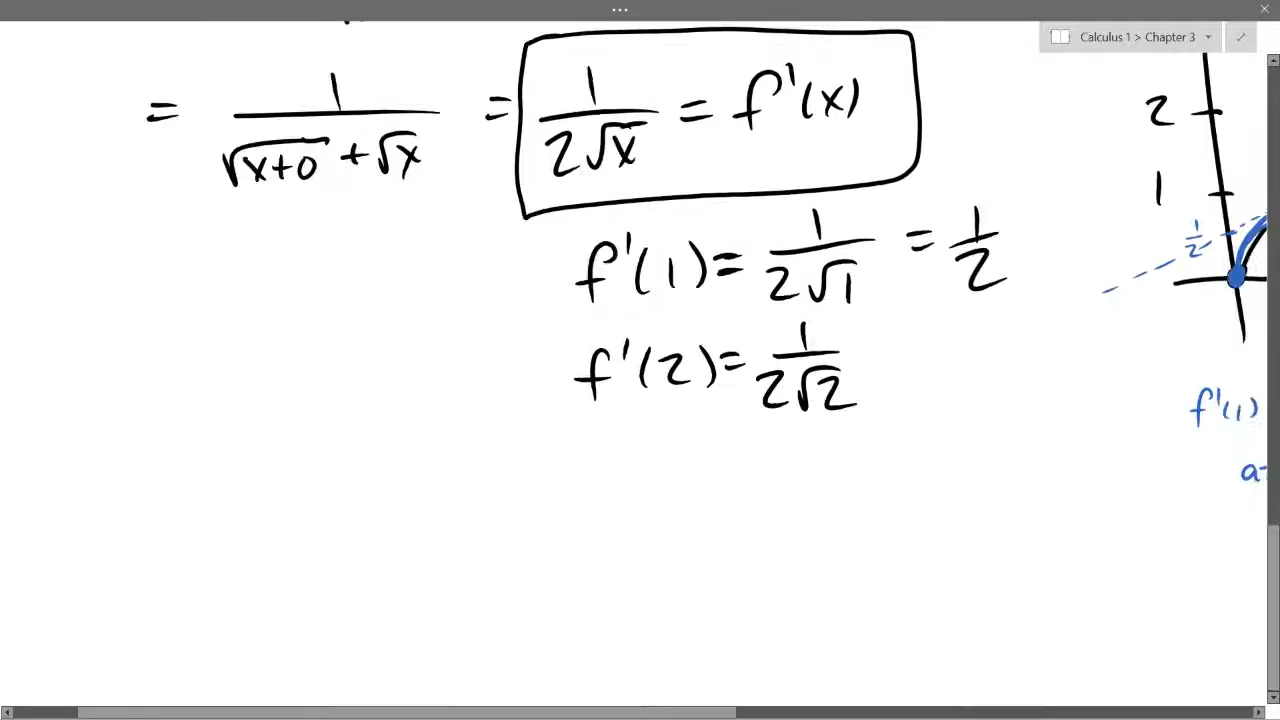 Calculus 1 > Chapter 3
= 1/(√(x+0) + √x) = 1/(2√x) = f'(x)
f'(1) = 1/(2√1) = 1/2
f'(2) = 1/(2√2)
2
1
1/2
f'(1)